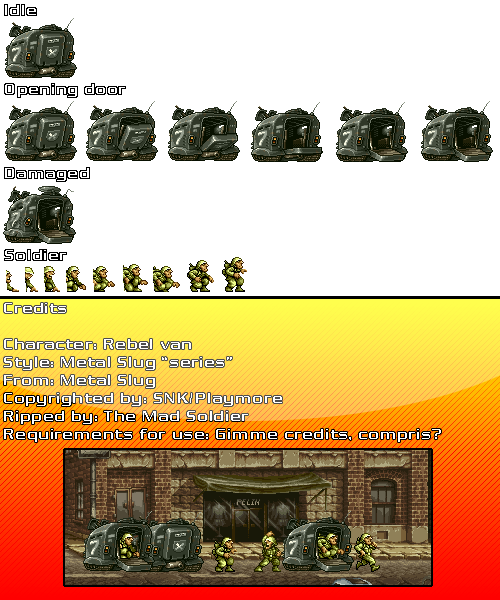 Idle
Opening door
Damaged
Soldier
Credits
Character: Rebel van
Style: Metal Slug "series"
From: Metal Slug
Copyrighted by: SNK/Playmore
Ripped by: The Mad Soldier
Requirements for use: Gimme credits, compris?